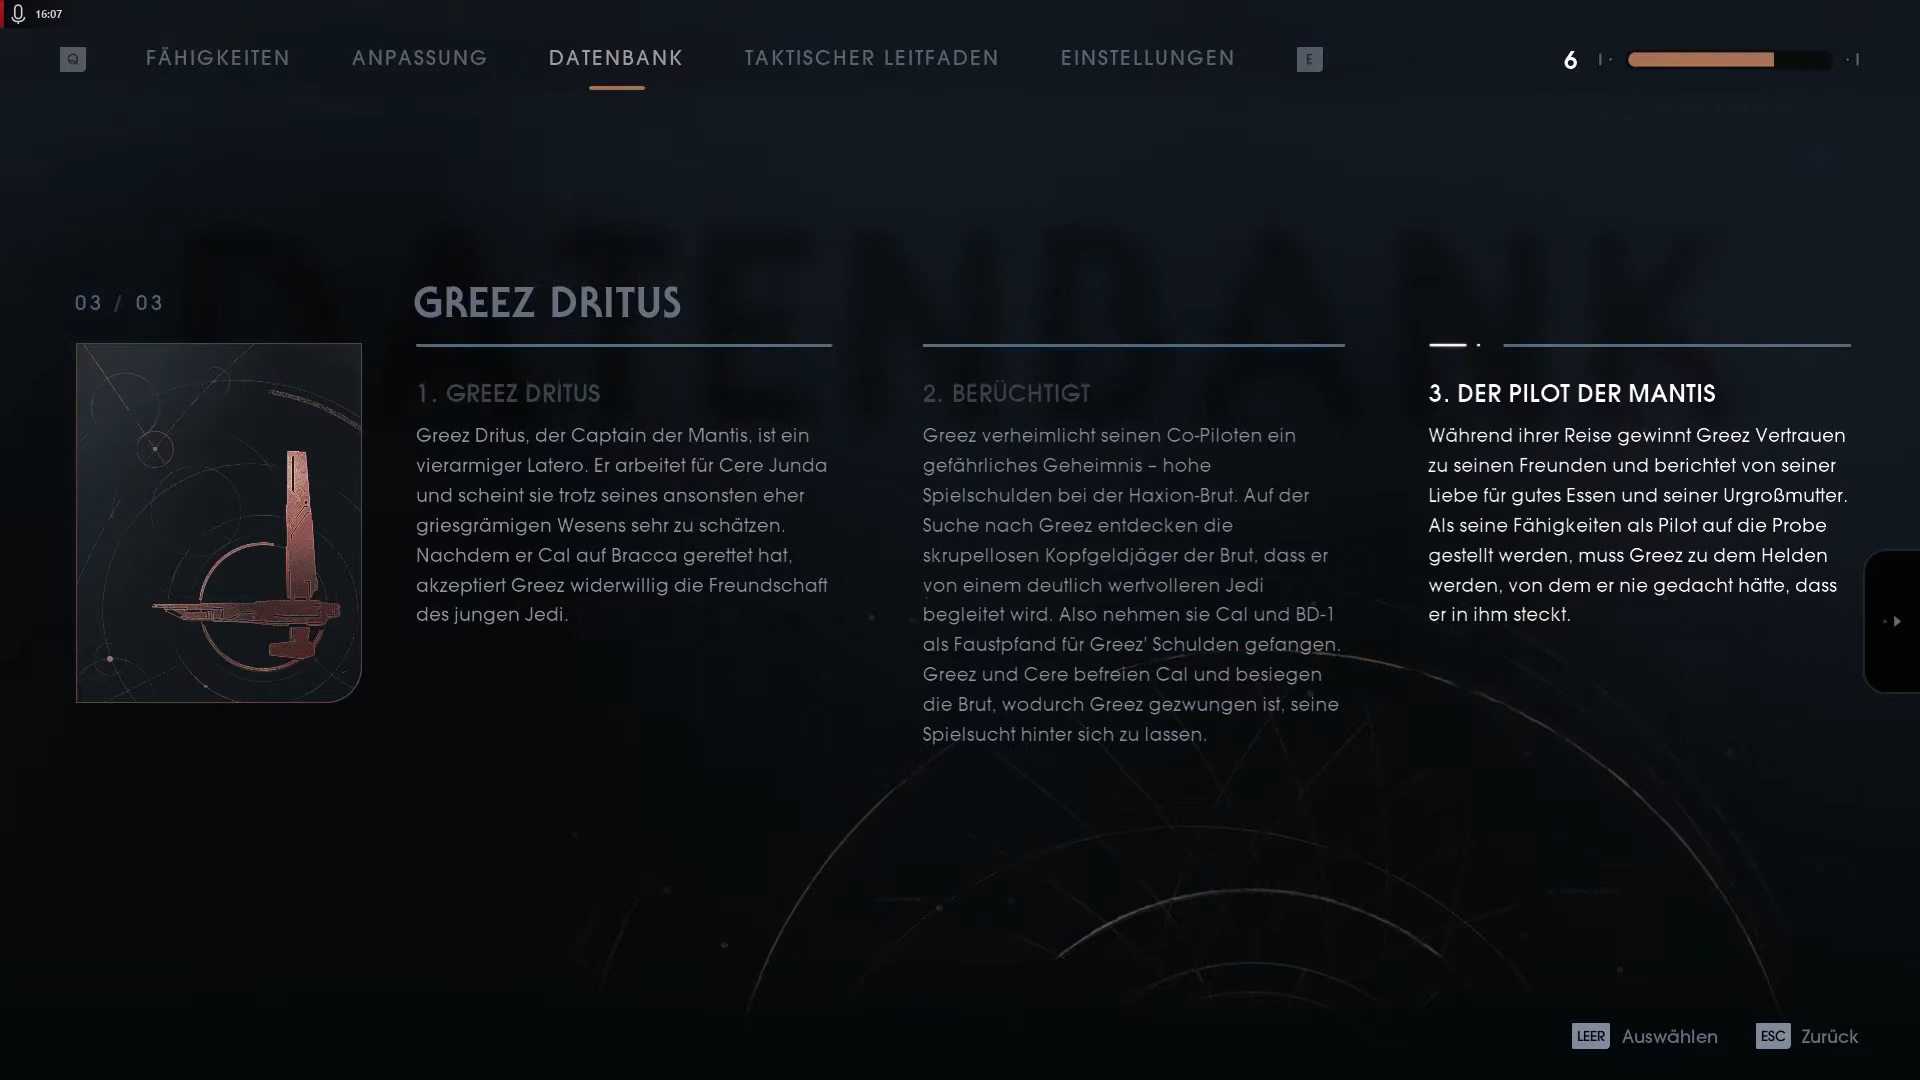 16:07
Q FÄHIGKEITEN ANPASSUNG DATENBANK TAKTISCHER LEITFADEN EINSTELLUNGEN E 6
DATENBANK
03 / 03
GREEZ DRITUS
1. GREEZ DRITUS
Greez Dritus, der Captain der Mantis, ist ein
vierarmiger Latero. Er arbeitet für Cere Junda
und scheint sie trotz seines ansonsten eher
griesgrämigen Wesens sehr zu schätzen.
Nachdem er Cal auf Bracca gerettet hat,
akzeptiert Greez widerwillig die Freundschaft
des jungen Jedi.
2. BERÜCHTIGT
Greez verheimlicht seinen Co-Piloten ein
gefährliches Geheimnis – hohe
Spielschulden bei der Haxion-Brut. Auf der
Suche nach Greez entdecken die
skrupellosen Kopfgeldjäger der Brut, dass er
von einem deutlich wertvolleren Jedi
begleitet wird. Also nehmen sie Cal und BD-1
als Faustpfand für Greez' Schulden gefangen.
Greez und Cere befreien Cal und besiegen
die Brut, wodurch Greez gezwungen ist, seine
Spielsucht hinter sich zu lassen.
3. DER PILOT DER MANTIS
Während ihrer Reise gewinnt Greez Vertrauen
zu seinen Freunden und berichtet von seiner
Liebe für gutes Essen und seiner Urgroßmutter.
Als seine Fähigkeiten als Pilot auf die Probe
gestellt werden, muss Greez zu dem Helden
werden, von dem er nie gedacht hätte, dass
er in ihm steckt.
LEER Auswählen ESC Zurück